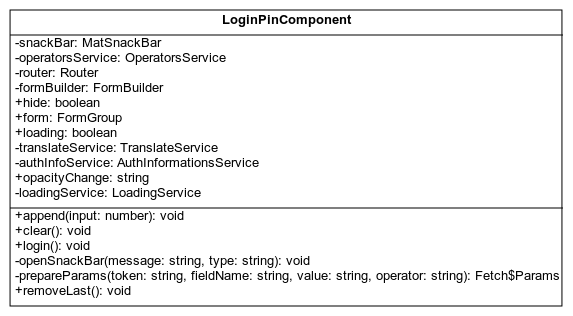 LoginPinComponent
-snackBar: MatSnackBar
-operatorsService: OperatorsService
-router: Router
-formBuilder: FormBuilder
+hide: boolean
+form: FormGroup
+loading: boolean
-translateService: TranslateService
-authInfoService: AuthInformationsService
+opacityChange: string
-loadingService: LoadingService
+append(input: number): void
+clear(): void
+login(): void
-openSnackBar(message: string, type: string): void
-prepareParams(token: string, fieldName: string, value: string, operator: string): Fetch$Params
+removeLast(): void